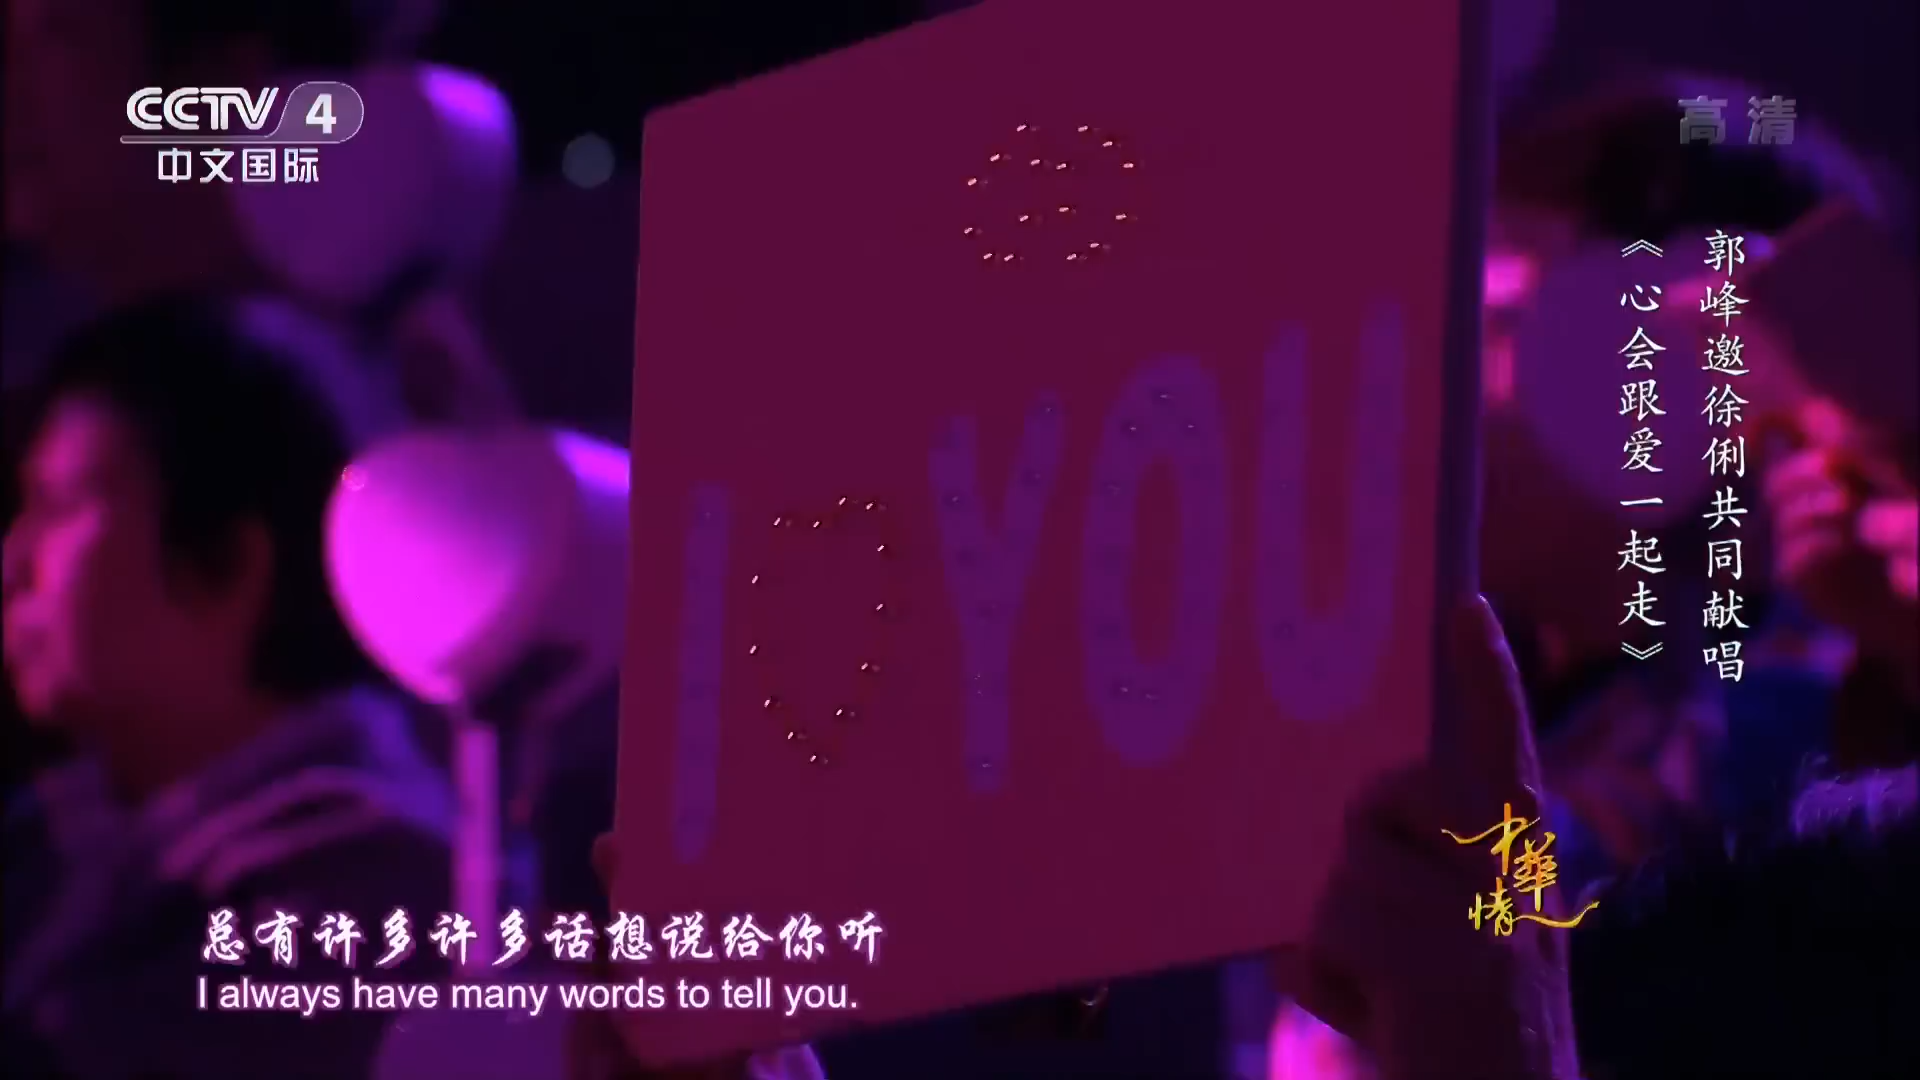 CCTV 4
中文国际
高清
郭峰邀徐俐共同献唱
《心会跟爱一起走》
I YOU
中華情
总有许多许多话想说给你听
I always have many words to tell you.